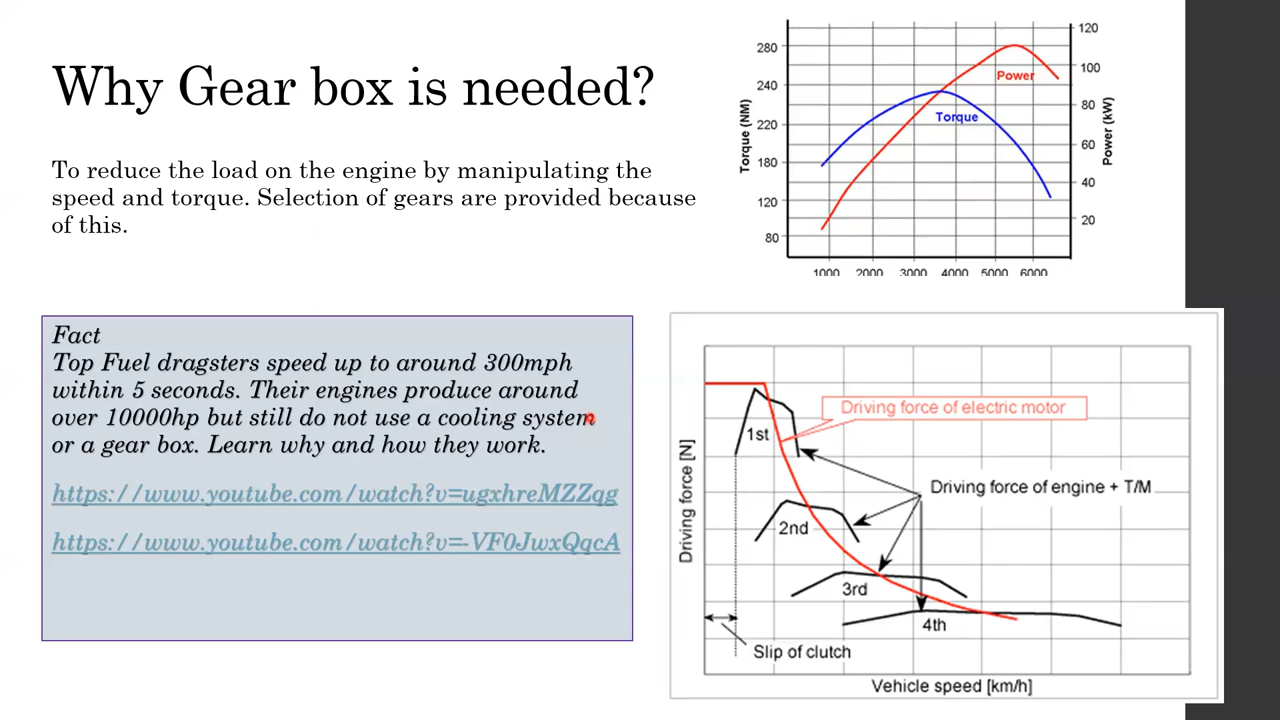 Why Gear box is needed?
To reduce the load on the engine by manipulating the
speed and torque. Selection of gears are provided because
of this.
Fact
Top Fuel dragsters speed up to around 300mph
within 5 seconds. Their engines produce around
over 10000hp but still do not use a cooling system
or a gear box. Learn why and how they work.
https://www.youtube.com/watch?v=ugxhreMZZqg
https://www.youtube.com/watch?v=-VF0JwxQqcA
Torque (NM)
280
240
220
180
120
80
Power
Torque
120
100
80
60
40
20
Power (kW)
1000 2000 3000 4000 5000 6000
Driving force [N]
Driving force of electric motor
1st
Driving force of engine + T/M
2nd
3rd
4th
Slip of clutch
Vehicle speed [km/h]